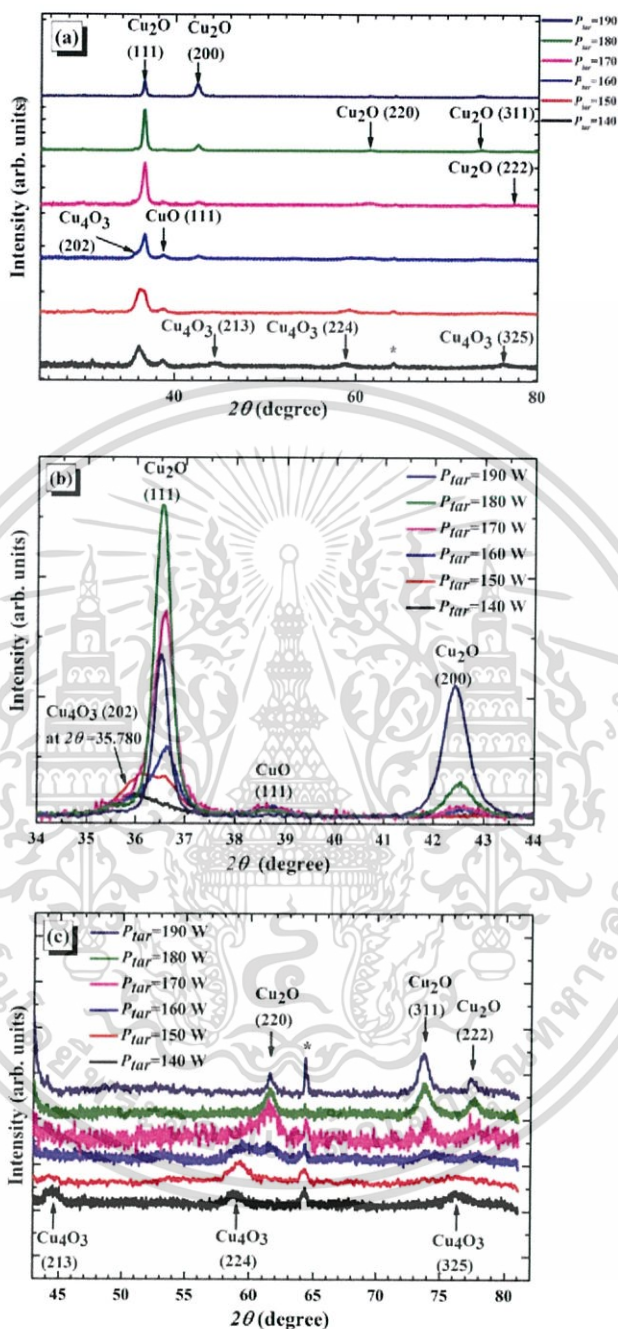 (a)
Cu2O
(111)
Cu2O
(200)
Ptar=190
Ptar=180
Ptar=170
Ptar=160
Ptar=150
Ptar=140
Cu2O (220)
Cu2O (311)
Cu2O (222)
Cu4O3
(202)
CuO (111)
Cu4O3 (213)
Cu4O3 (224)
*
Cu4O3 (325)
Intensity (arb. units)
40 60 80
2θ (degree)
(b)
Cu2O
(111)
Ptar=190 W
Ptar=180 W
Ptar=170 W
Ptar=160 W
Ptar=150 W
Ptar=140 W
Cu2O
(200)
Cu4O3 (202)
at 2θ=35.780
CuO
(111)
Intensity (arb. units)
34 35 36 37 38 39 40 41 42 43 44
2θ (degree)
(c)
Ptar=190 W
Ptar=180 W
Ptar=170 W
Ptar=160 W
Ptar=150 W
Ptar=140 W
Cu2O
(220)
*
Cu2O
(311)
Cu2O
(222)
Cu4O3
(213)
Cu4O3
(224)
Cu4O3
(325)
Intensity (arb. units)
45 50 55 60 65 70 75 80
2θ (degree)